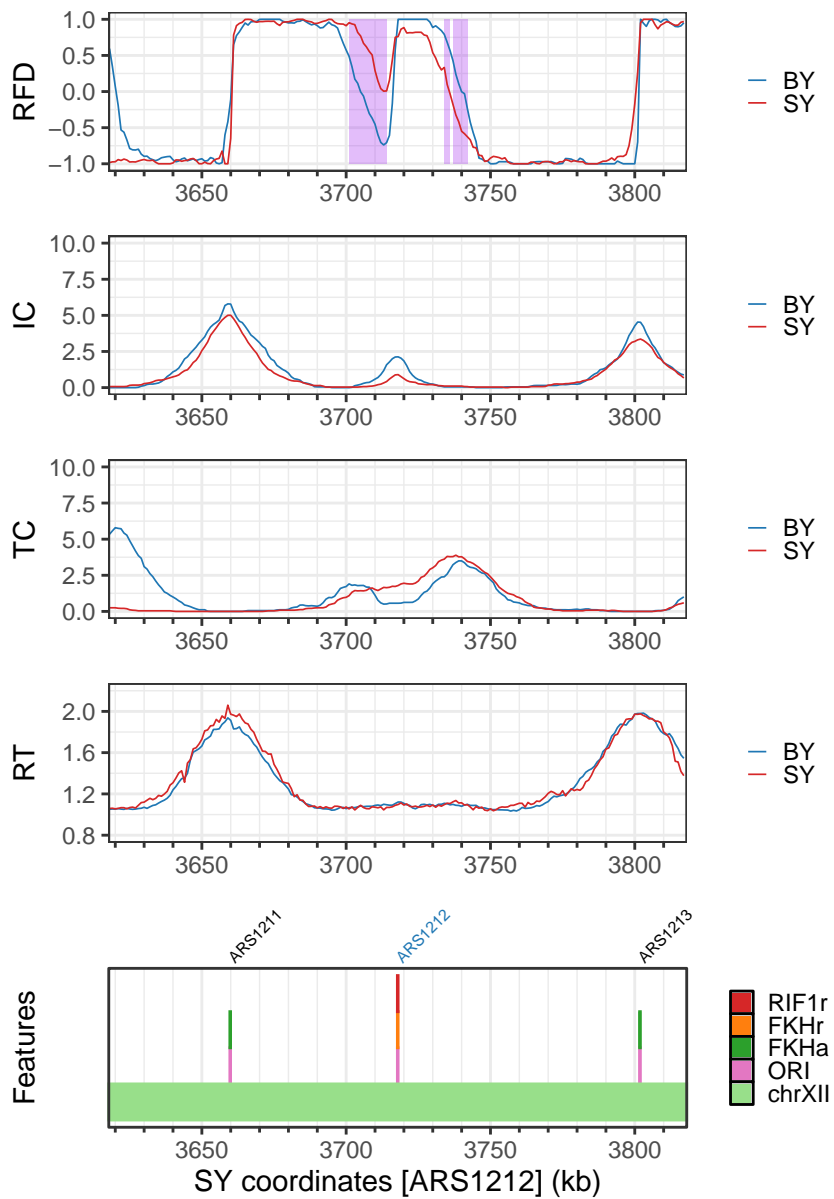 RFD
1.0
0.5
0.0
−0.5
−1.0
3650
3700
3750
3800
BY
SY
IC
10.0
7.5
5.0
2.5
0.0
3650
3700
3750
3800
BY
SY
TC
10.0
7.5
5.0
2.5
0.0
3650
3700
3750
3800
BY
SY
RT
2.0
1.6
1.2
0.8
3650
3700
3750
3800
BY
SY
ARS1211
ARS1212
ARS1213
Features
RIF1r
FKHr
FKHa
ORI
chrXII
3650
3700
3750
3800
SY coordinates [ARS1212] (kb)